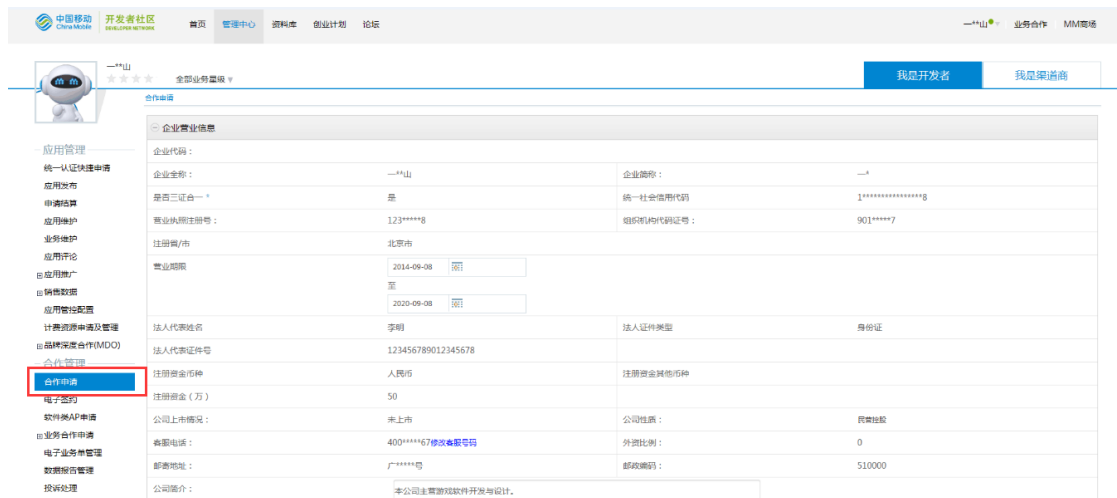 中国移动 China Mobile 开发者社区 DEVELOPER NETWORK 首页 管理中心 资料库 创业计划 论坛 一**山 业务合作 MM商场
一**山
全部业务星级 我是开发者 我是渠道商
合作申请
企业营业信息
应用管理
企业代码：
统一认证快捷申请
企业全称： 一**山 企业简称： 一*
应用发布
是否三证合一 * 是 统一社会信用代码 1****************8
申请结算
应用维护
营业执照注册号： 123*****8 组织机构代码证号： 901*****7
业务维护
注册省/市 北京市
应用评论
营业期限 2014-09-08
应用推广
至
销售数据
2020-09-08
应用管控配置
计费资源申请及管理
法人代表姓名 李明 法人证件类型 身份证
品牌深度合作(MDO)
法人代表证件号 123456789012345678
合作管理
注册资金币种 人民币 注册资金其他币种
合作申请
注册资金（万） 50
电子签约
软件类AP申请
公司上市情况： 未上市 公司性质： 民营控股
业务合作申请
客服电话： 400*****67修改客服号码 外资比例： 0
电子业务单管理
邮寄地址： 广*****号 邮政编码： 510000
数据报告管理
投诉处理
公司简介： 本公司主营游戏软件开发与设计。